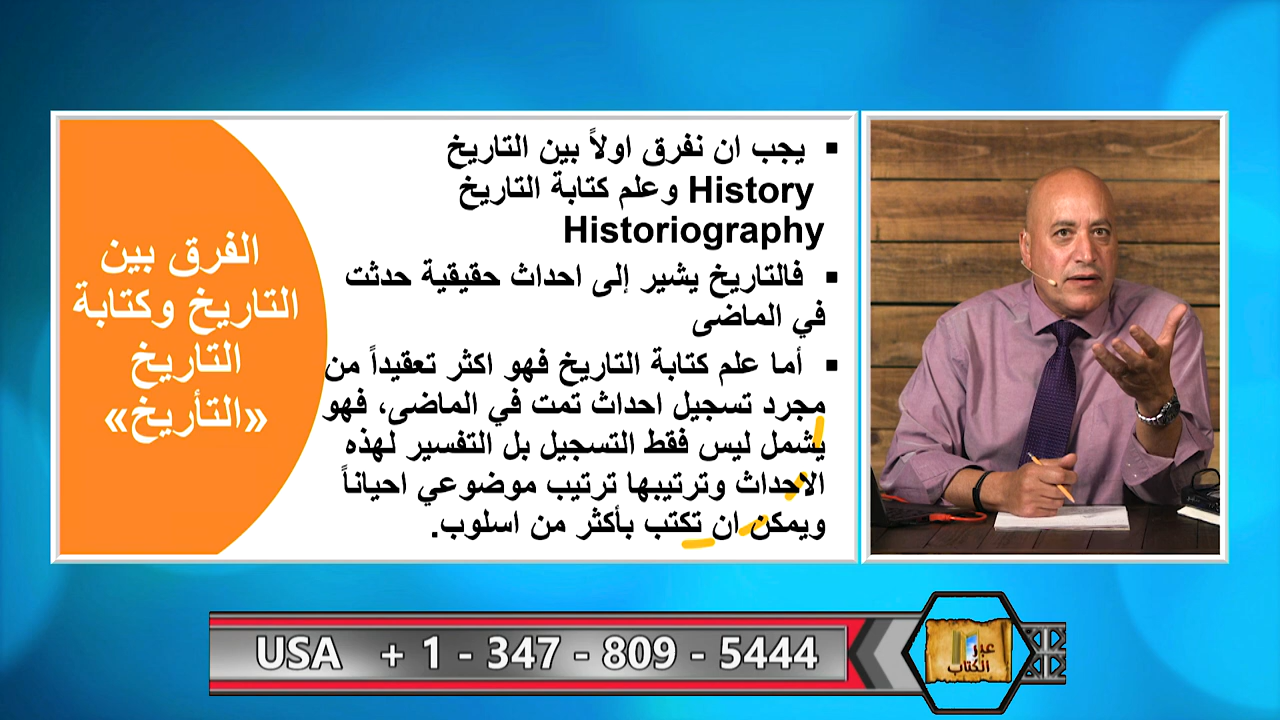 يجب ان نفرق اولاً بين التاريخ
History وعلم كتابة التاريخ
Historiography
فالتاريخ يشير إلى احداث حقيقية حدثت
في الماضى
أما علم كتابة التاريخ فهو اكثر تعقيداً من
مجرد تسجيل احداث تمت في الماضى، فهو
يشمل ليس فقط التسجيل بل التفسير لهذه
الاحداث وترتيبها ترتيب موضوعي احياناً
ويمكن ان تكتب بأكثر من اسلوب.
الفرق بين
التاريخ وكتابة
التاريخ
«التأريخ»
USA + 1 - 347 - 809 - 5444
عبر
الكتاب